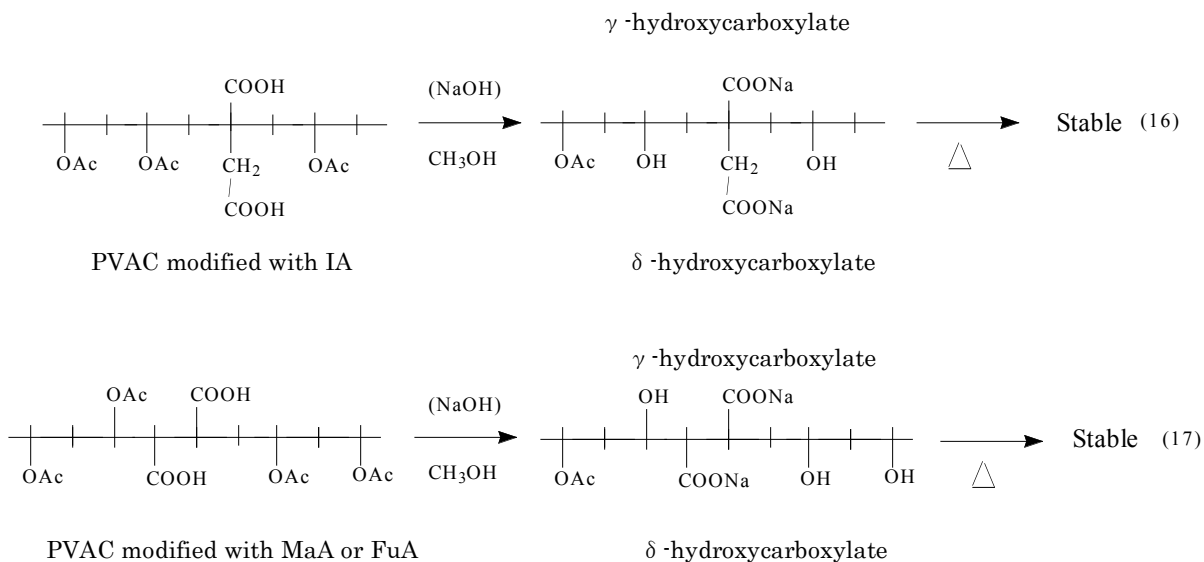 γ -hydroxycarboxylate
COOH
(NaOH)
COONa
OAc OAc CH₂ OAc
CH₃OH
OAc OH CH₂ OH
△
Stable (16)
COOH
COONa
PVAC modified with IA
δ -hydroxycarboxylate
γ -hydroxycarboxylate
OAc COOH
(NaOH)
OH COONa
OAc COOH OAc OAc
CH₃OH
OAc COONa OH OH
△
Stable (17)
PVAC modified with MaA or FuA
δ -hydroxycarboxylate